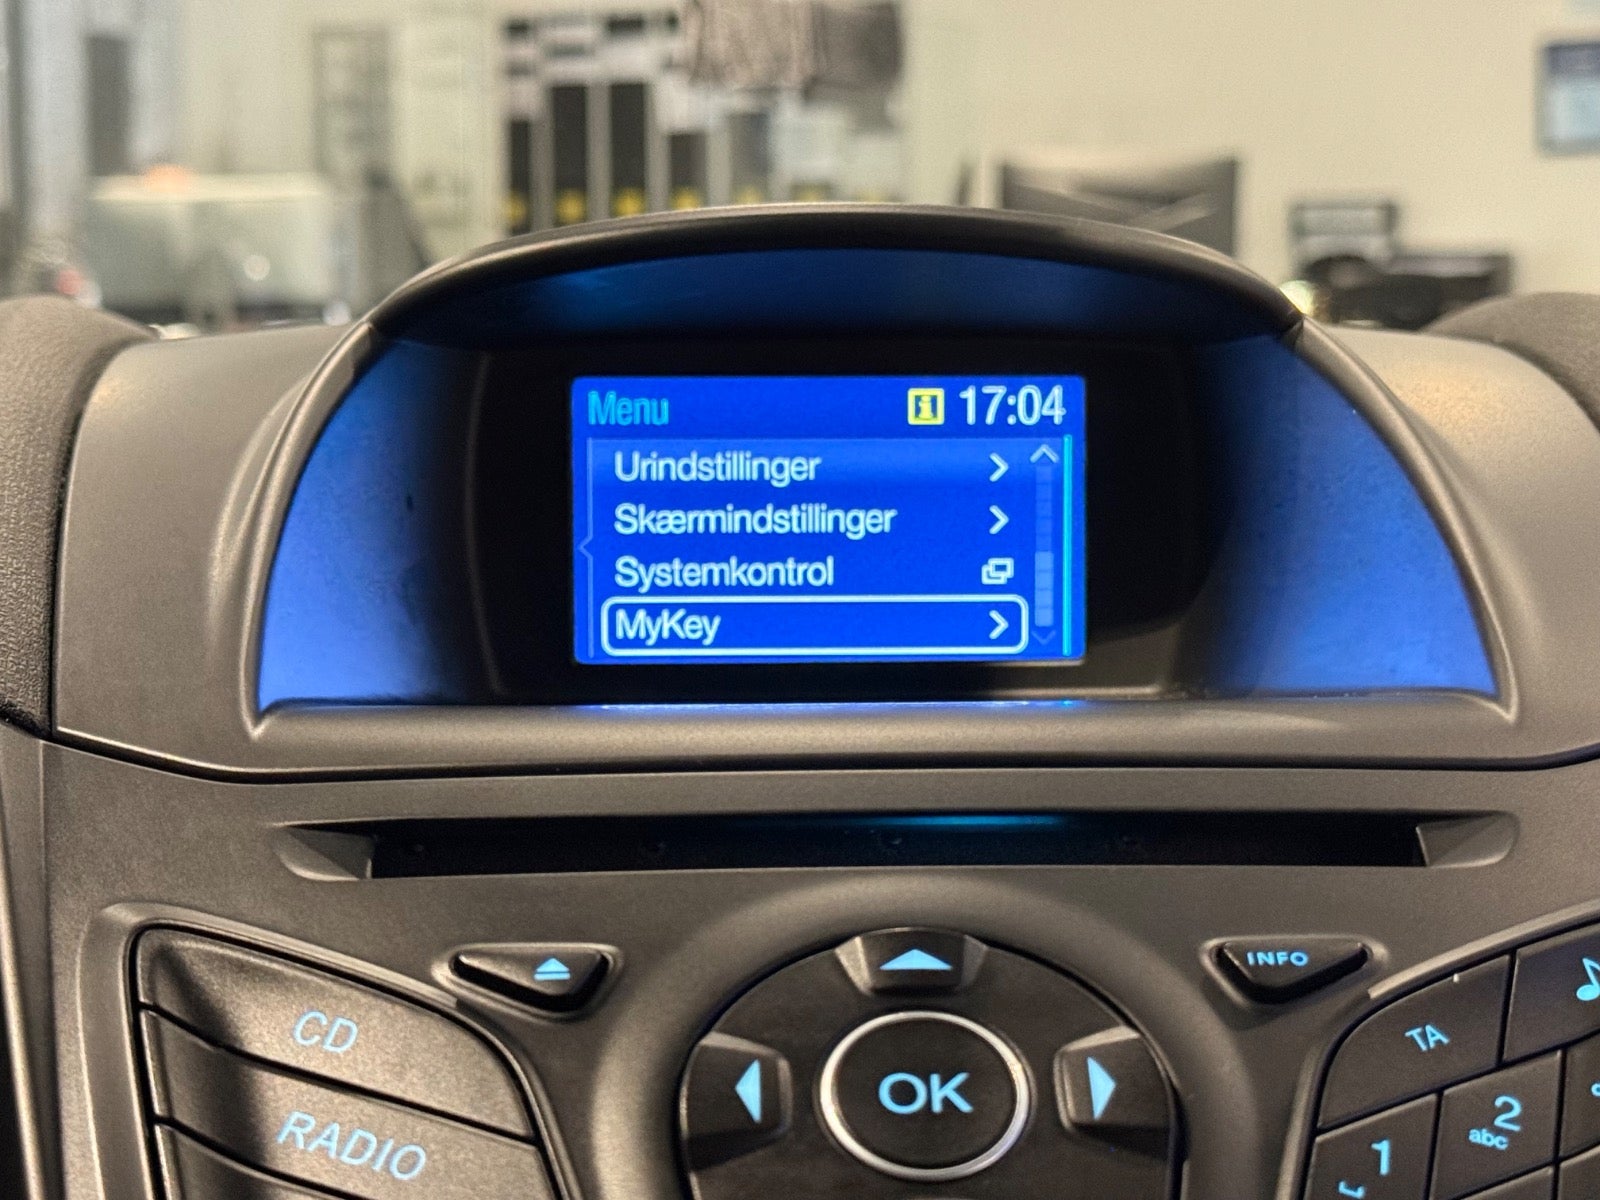 Menu 17:04
Urindstillinger
Skærmindstillinger
Systemkontrol
MyKey
INFO
CD
TA
OK
RADIO
1
2
abc